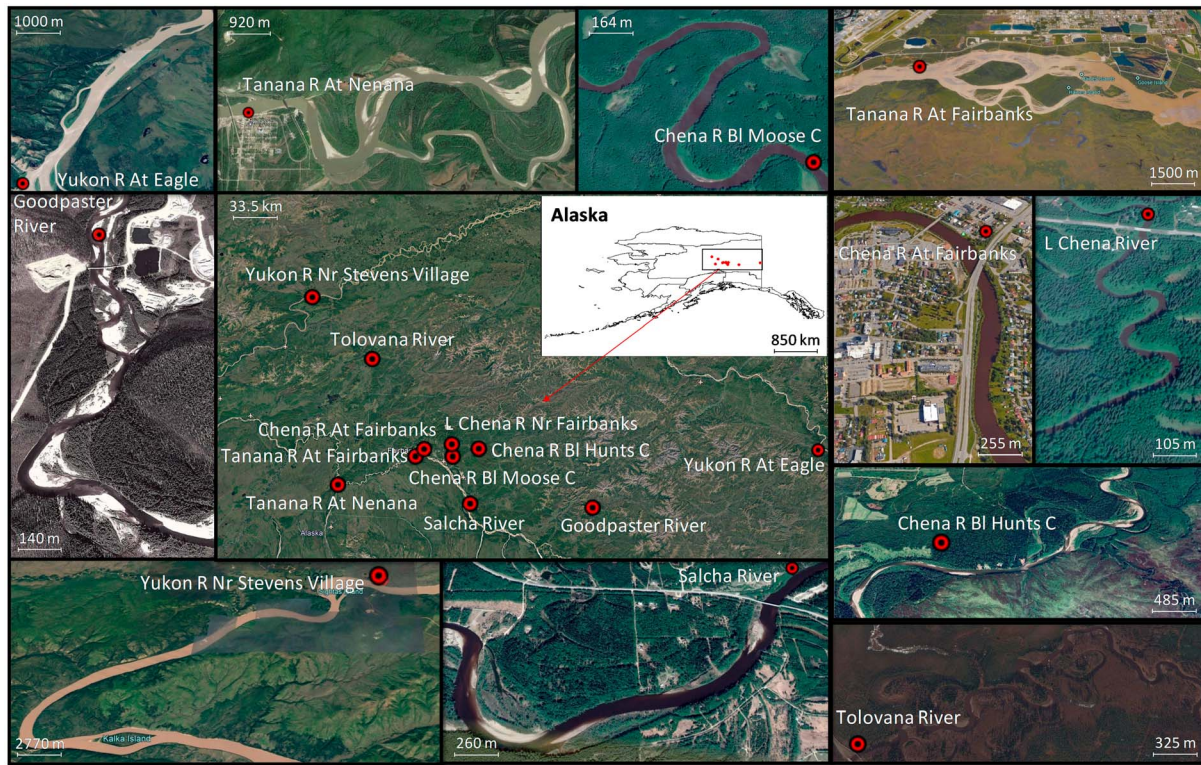 1000 m
Yukon R At Eagle
920 m
Tanana R At Nenana
164 m
Chena R Bl Moose C
Tanana R At Fairbanks
Goose Island
1500 m
Goodpaster
River
140 m
33.5 km
Alaska
850 km
Yukon R Nr Stevens Village
Tolovana River
Chena R At Fairbanks
L Chena R Nr Fairbanks
Tanana R At Fairbanks
Chena R Bl Hunts C
Chena R Bl Moose C
Yukon R At Eagle
Tanana R At Nenana
Salcha River
Goodpaster River
Alaska
Chena R At Fairbanks
255 m
L Chena River
105 m
Chena R Bl Hunts C
485 m
Yukon R Nr Stevens Village
Kalka Island
2770 m
Salcha River
260 m
Tolovana River
325 m